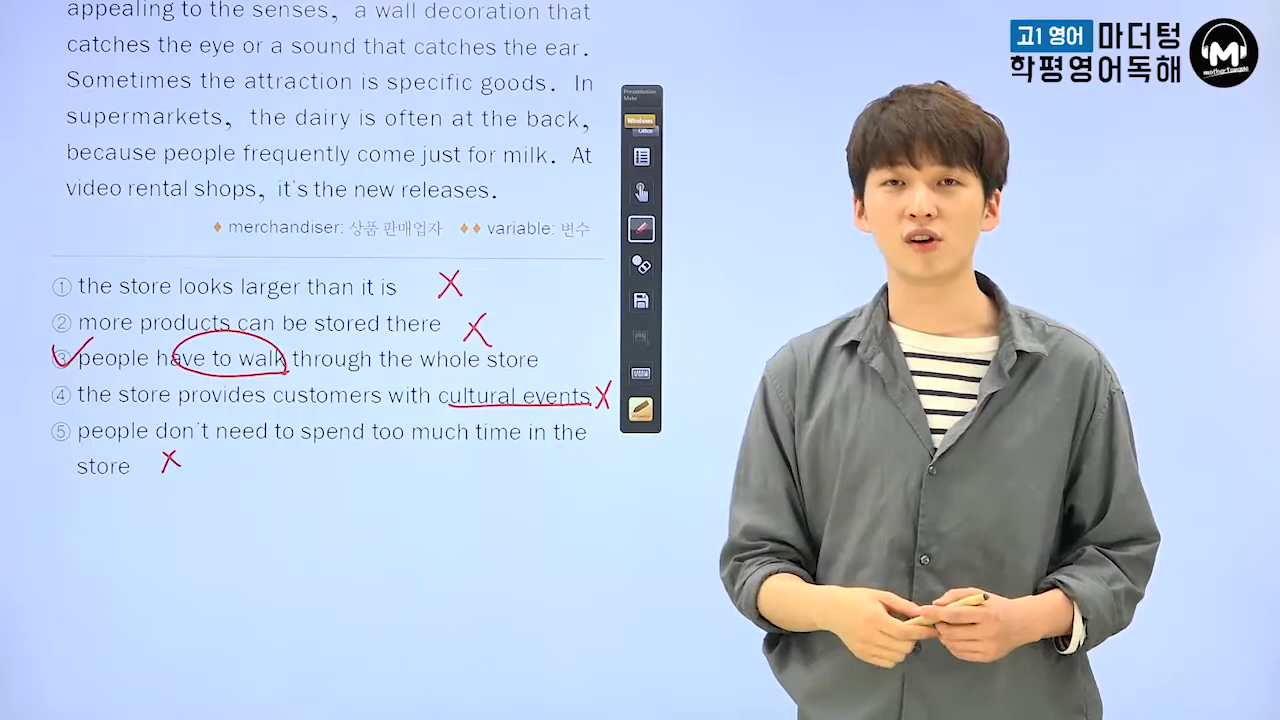 appealing to the senses, a wall decoration that
catches the eye or a sound that catches the ear.
Sometimes the attraction is specific goods. In
supermarkets, the dairy is often at the back,
because people frequently come just for milk. At
video rental shops, it's the new releases.
♦ merchandiser: 상품 판매업자 ♦♦ variable: 변수
① the store looks larger than it is X
② more products can be stored there X
③ people have to walk through the whole store
④ the store provides customers with cultural events X
⑤ people don't need to spend too much time in the
store X
Presentation
Windows
Office
고1 영어 마더텅
학평영어독해
M